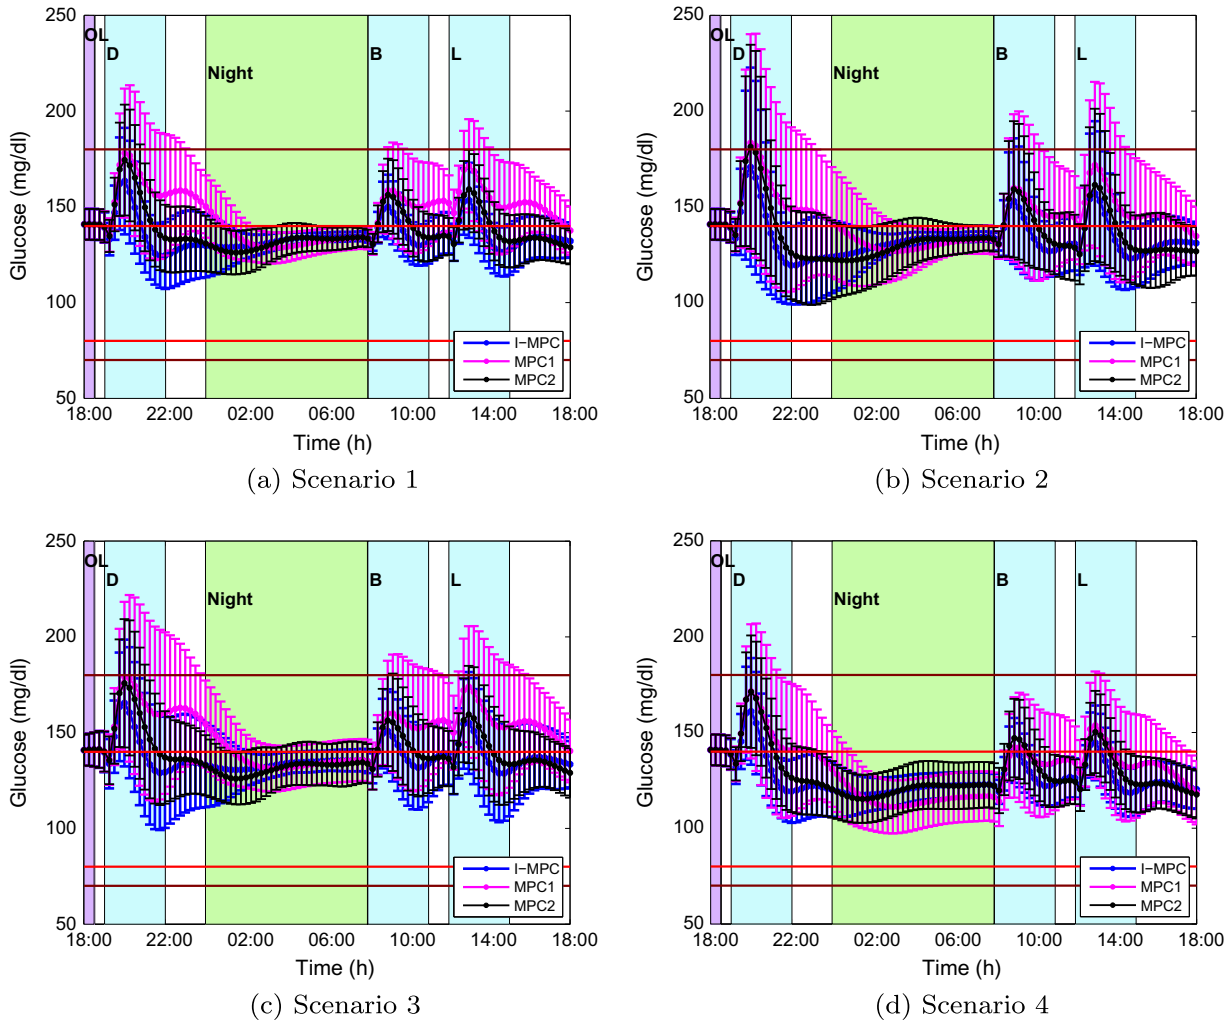 250
200
150
100
50
Glucose (mg/dl)
OL
D
Night
B
L
I-MPC
MPC1
MPC2
18:00 22:00 02:00 06:00 10:00 14:00 18:00
Time (h)
(a) Scenario 1
250
200
150
100
50
Glucose (mg/dl)
OL
D
Night
B
L
I-MPC
MPC1
MPC2
18:00 22:00 02:00 06:00 10:00 14:00 18:00
Time (h)
(b) Scenario 2
250
200
150
100
50
Glucose (mg/dl)
OL
D
Night
B
L
I-MPC
MPC1
MPC2
18:00 22:00 02:00 06:00 10:00 14:00 18:00
Time (h)
(c) Scenario 3
250
200
150
100
50
Glucose (mg/dl)
OL
D
Night
B
L
I-MPC
MPC1
MPC2
18:00 22:00 02:00 06:00 10:00 14:00 18:00
Time (h)
(d) Scenario 4